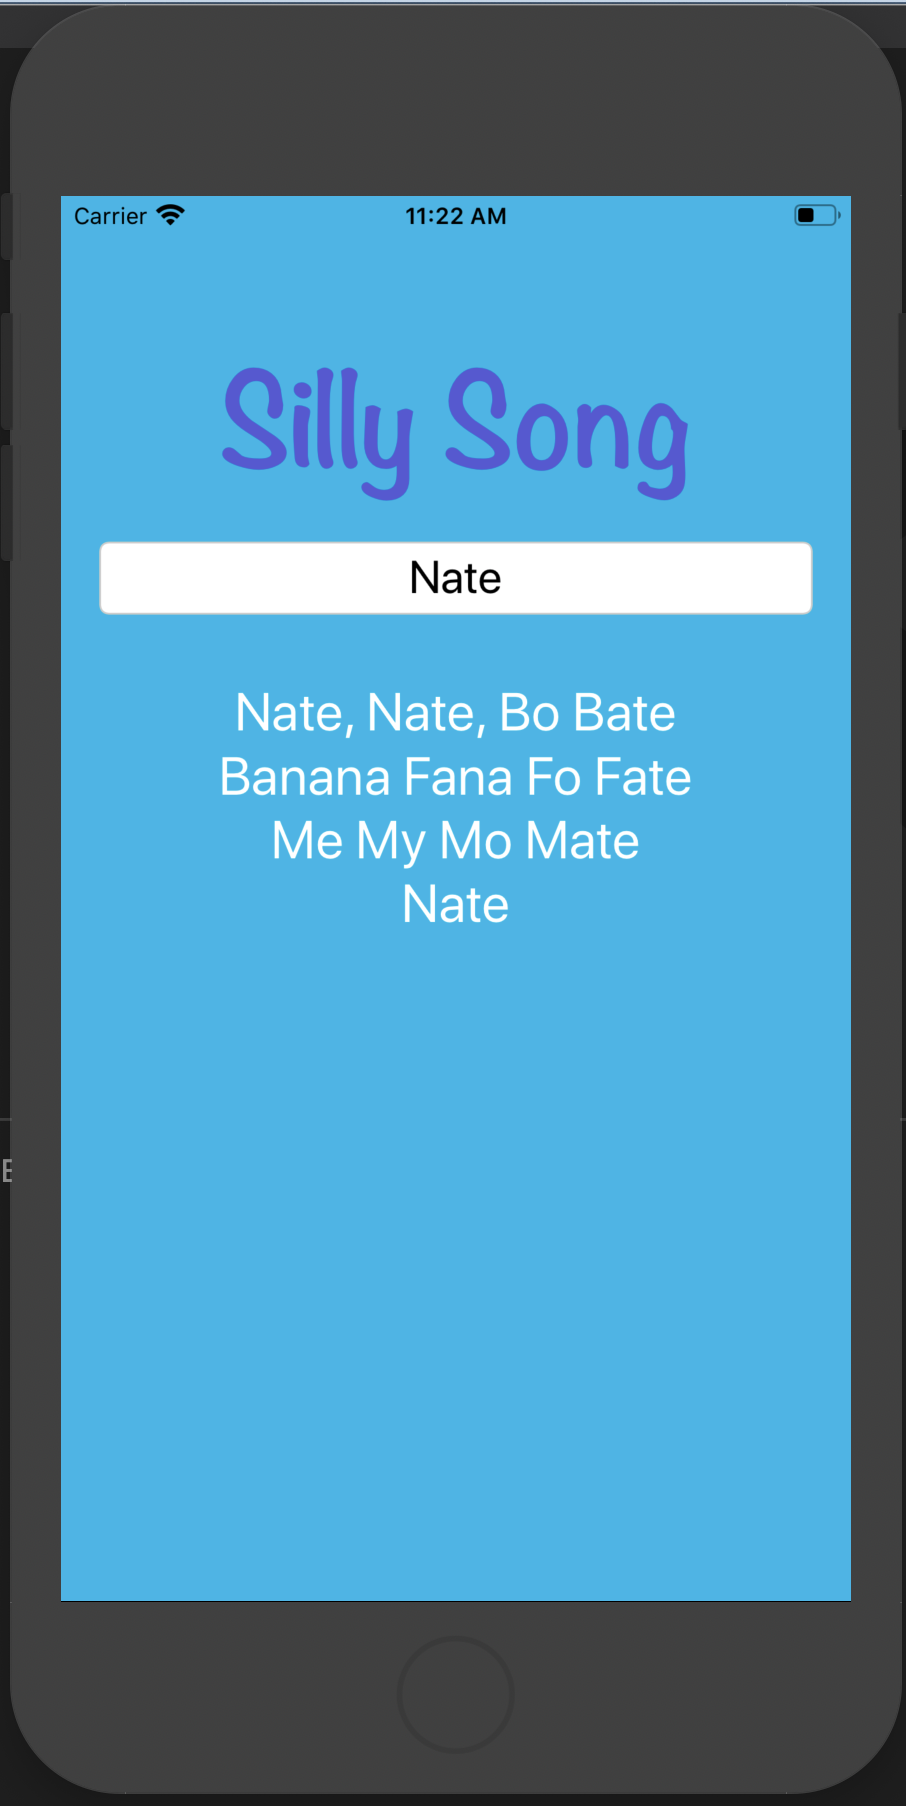 Carrier 11:22 AM
Silly Song
Nate
Nate, Nate, Bo Bate
Banana Fana Fo Fate
Me My Mo Mate
Nate